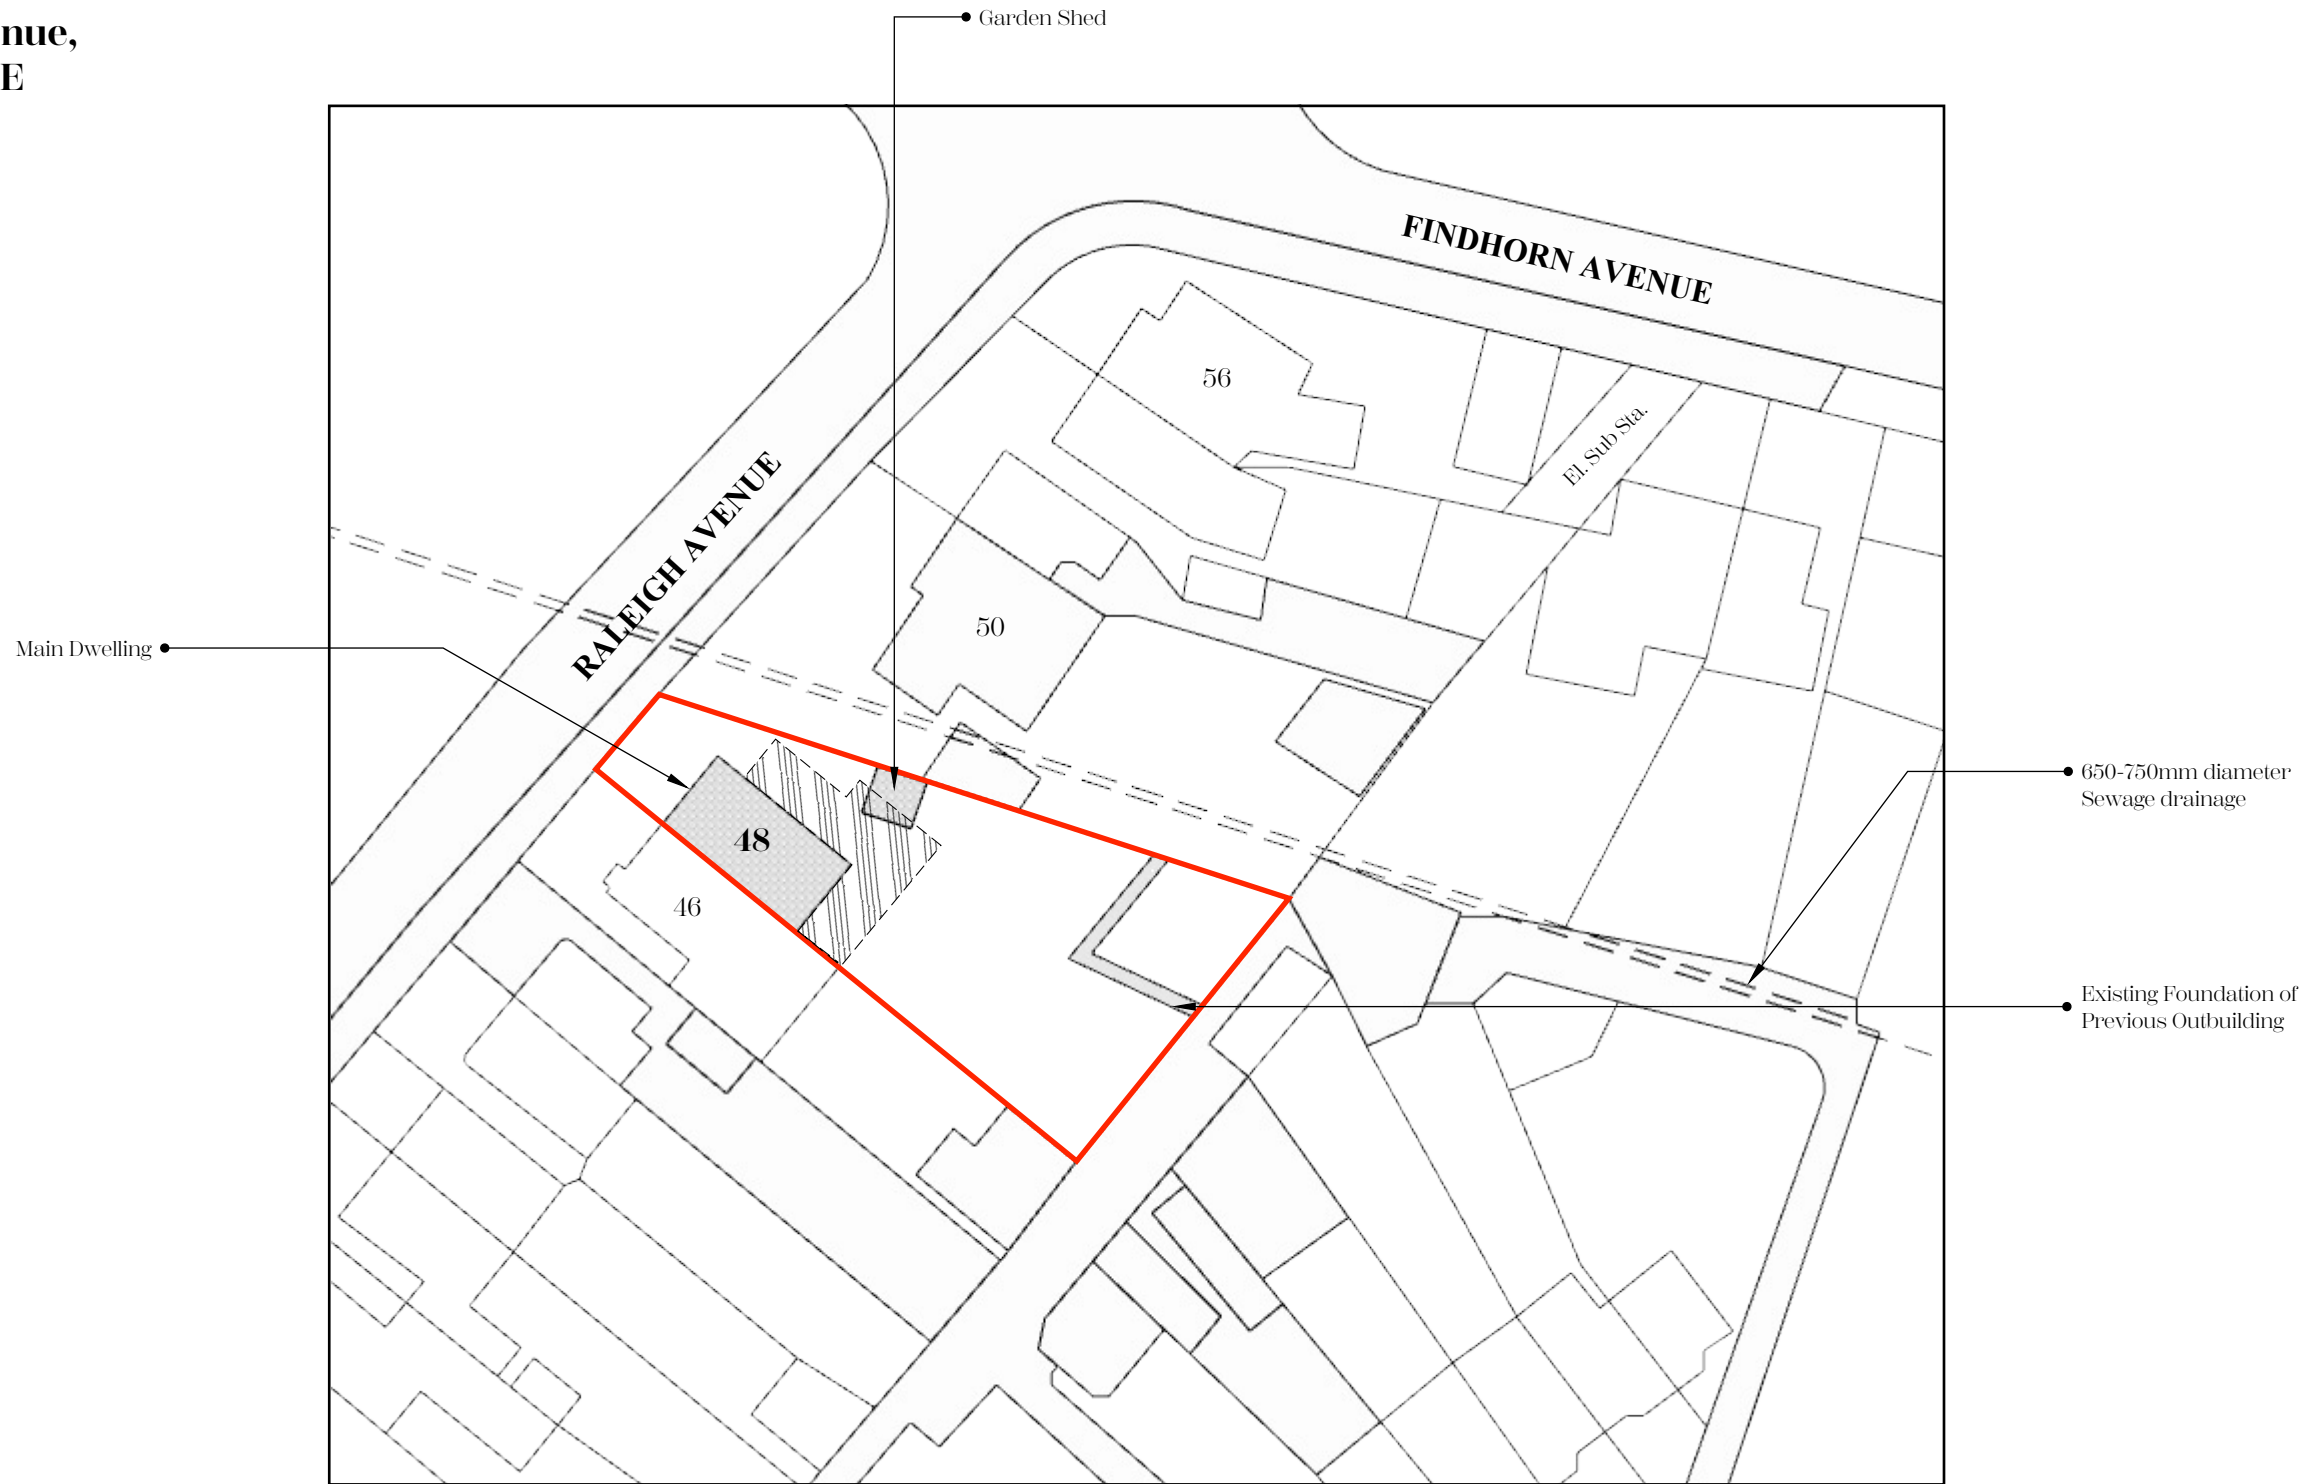 nue,
E
Garden Shed
FINDHORN AVENUE
56
El. Sub Sta.
RALEIGH AVENUE
50
Main Dwelling
48
46
650-750mm diameter
Sewage drainage
Existing Foundation of
Previous Outbuilding